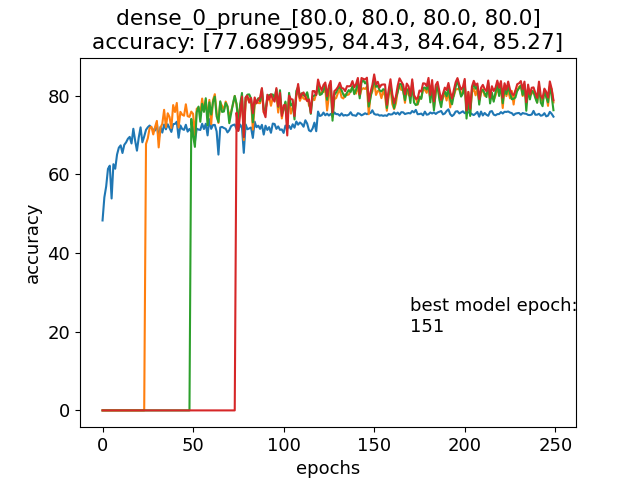 dense_0_prune_[80.0, 80.0, 80.0, 80.0]
accuracy: [77.689995, 84.43, 84.64, 85.27]
accuracy
80
60
40
20
0
best model epoch:
151
0 50 100 150 200 250
epochs